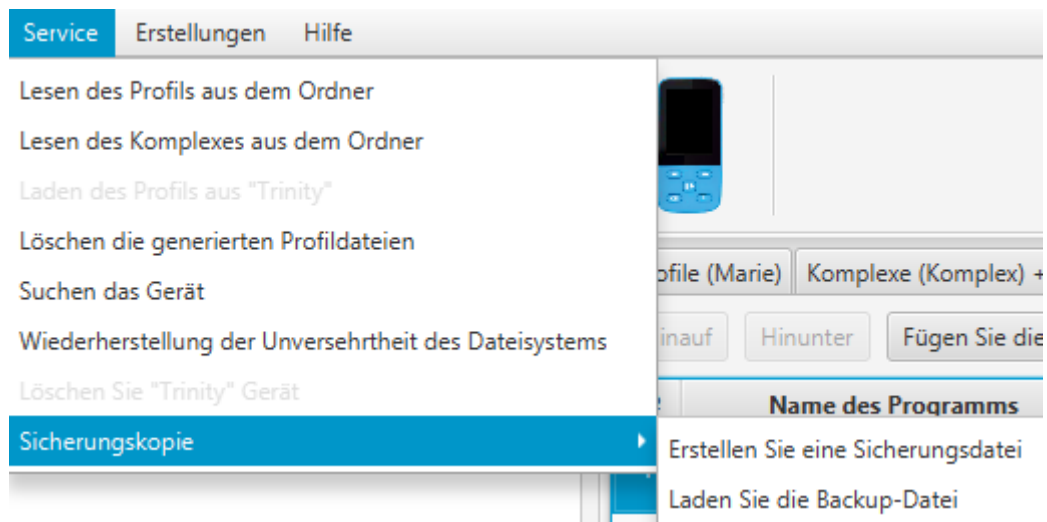 Service Erstellungen Hilfe
Lesen des Profils aus dem Ordner
Lesen des Komplexes aus dem Ordner
Laden des Profils aus "Trinity"
Löschen die generierten Profildateien
Suchen das Gerät
Wiederherstellung der Unversehrtheit des Dateisystems
Löschen Sie "Trinity" Gerät
Sicherungskopie
(Marie) Komplexe (Komplex) +
Hinunter Fügen Sie die
Name des Programms
Erstellen Sie eine Sicherungsdatei
Laden Sie die Backup-Datei